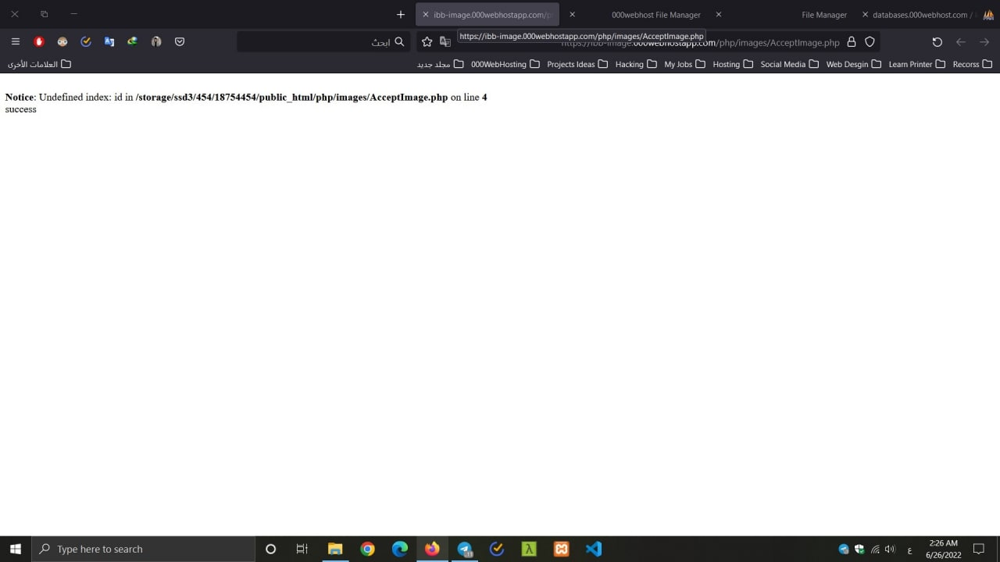 ibb-image.000webhostapp.com/p
000webhost File Manager
File Manager
databases.000webhost.com /
ابحث
https://ibb-image.000webhostapp.com/php/images/AcceptImage.php
https://ibb-image.000webhostapp.com/php/images/AcceptImage.php
العلامات الأخرى
مجلد جديد
000WebHosting
Projects Ideas
Hacking
My Jobs
Hosting
Social Media
Web Desgin
Learn Printer
Recorss
Notice: Undefined index: id in /storage/ssd3/454/18754454/public_html/php/images/AcceptImage.php on line 4
success
Type here to search
11
ع
2:26 AM
6/26/2022